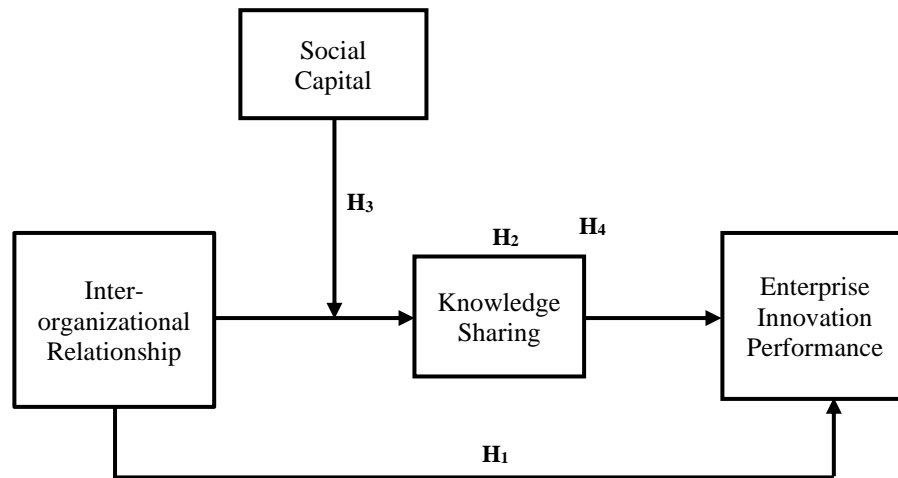 Social
Capital
H₃
H₂
H₄
Inter-
organizational
Relationship
Knowledge
Sharing
Enterprise
Innovation
Performance
H₁